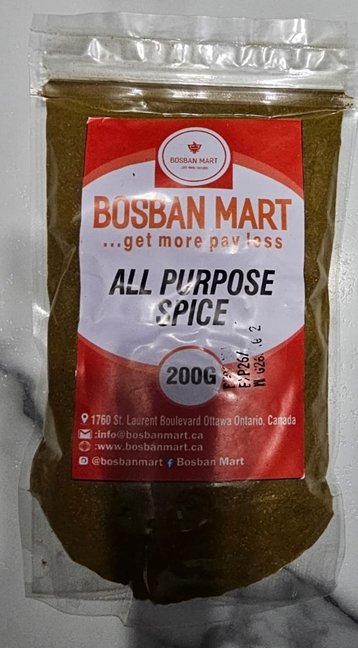 BOSBAN MART
BOSBAN MART
...get more pay less
ALL PURPOSE
SPICE
200G
1760 St. Laurent Boulevard Ottawa Ontario, Canada
:info@bosbanmart.ca
:www.bosbanmart.ca
@bosbanmart f Bosban Mart